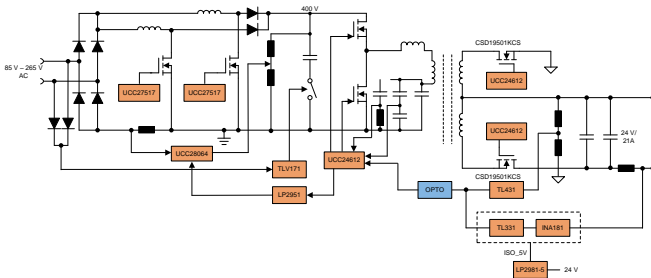 400 V
CSD19501KCS
85 V – 265 V
AC
UCC27517
UCC27517
UCC24612
UCC24612
24 V/
21A
UCC28064
TLV171
UCC24612
LP2951
CSD19501KCS
OPTO
TL431
TL331
INA181
ISO_5V
LP2981-5
24 V